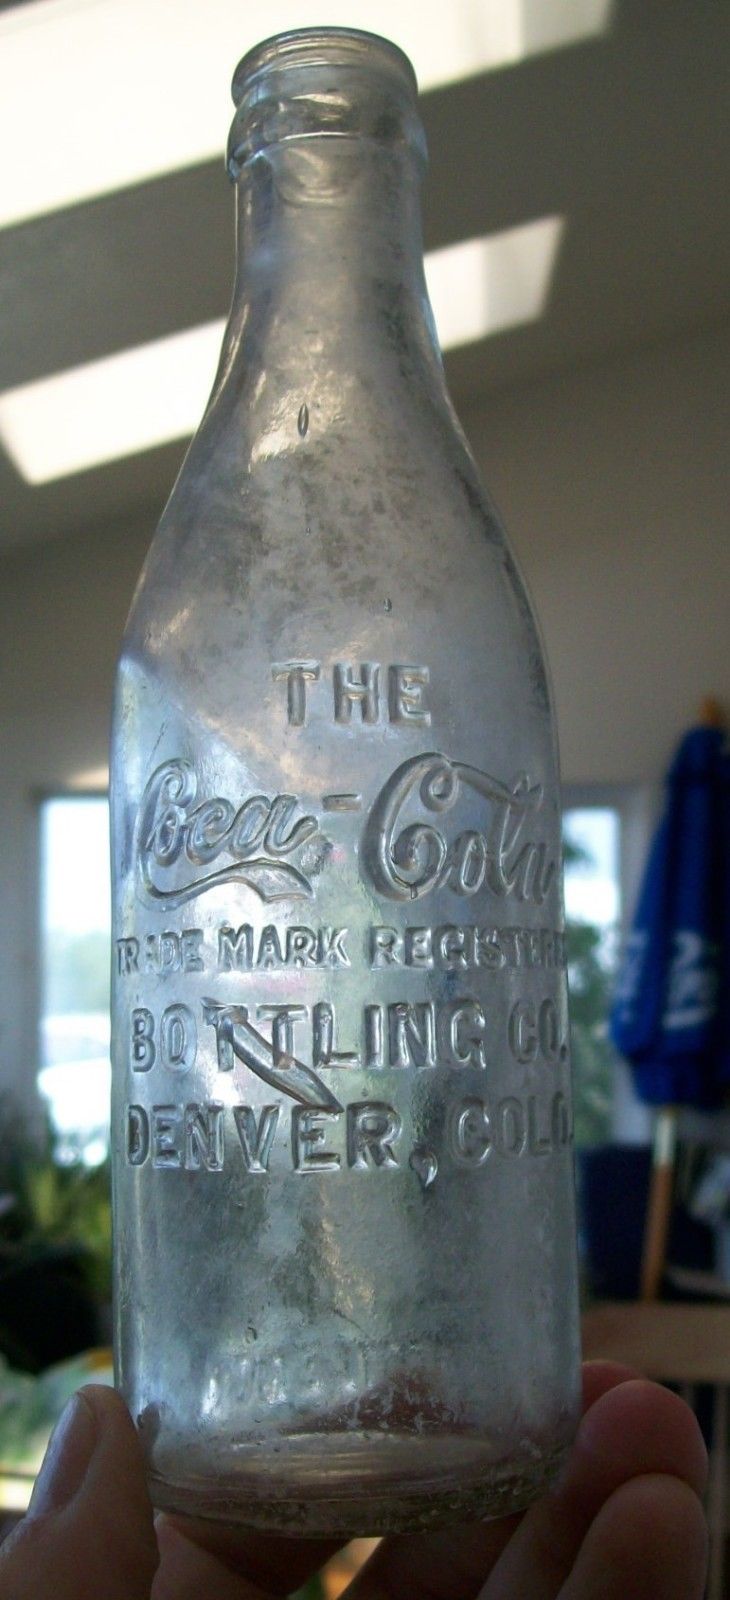 THE
Coca-Cola
TRADE MARK REGISTERED
BOTTLING CO.
DENVER, COLO.